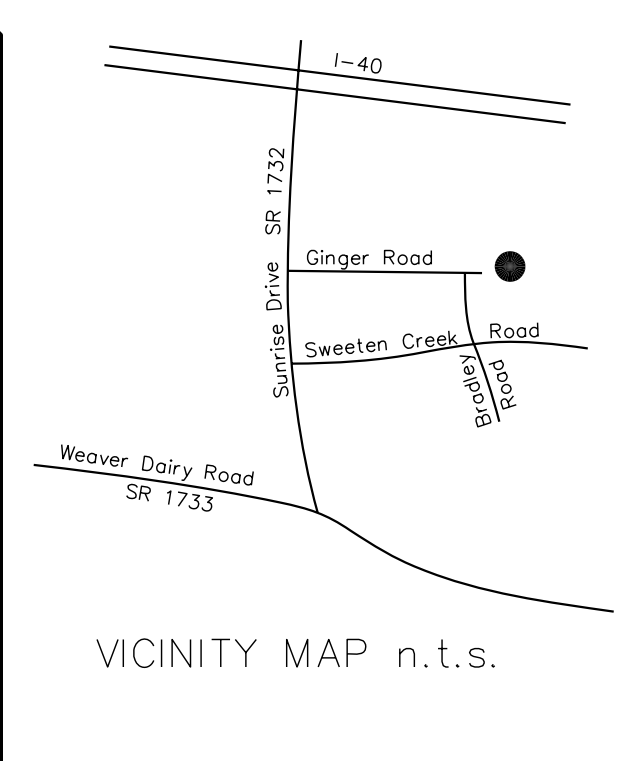 I-40
SR 1732
Ginger Road
Sunrise Drive
Sweeten Creek Road
Bradley
Road
Weaver Dairy Road
SR 1733
VICINITY MAP n.t.s.